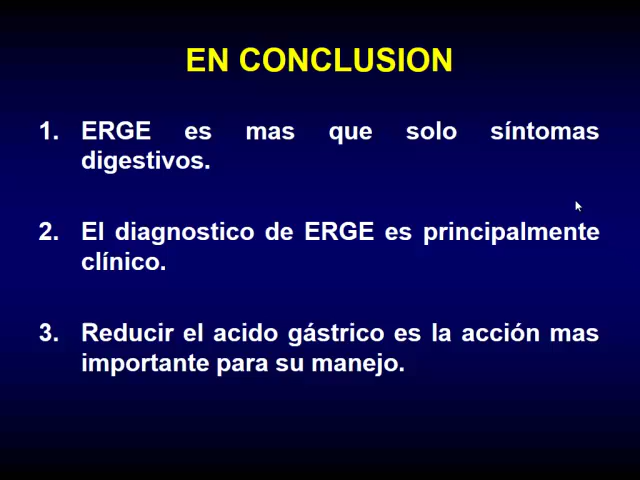 EN CONCLUSION
1. ERGE es mas que solo síntomas
digestivos.
2. El diagnostico de ERGE es principalmente
clínico.
3. Reducir el acido gástrico es la acción mas
importante para su manejo.